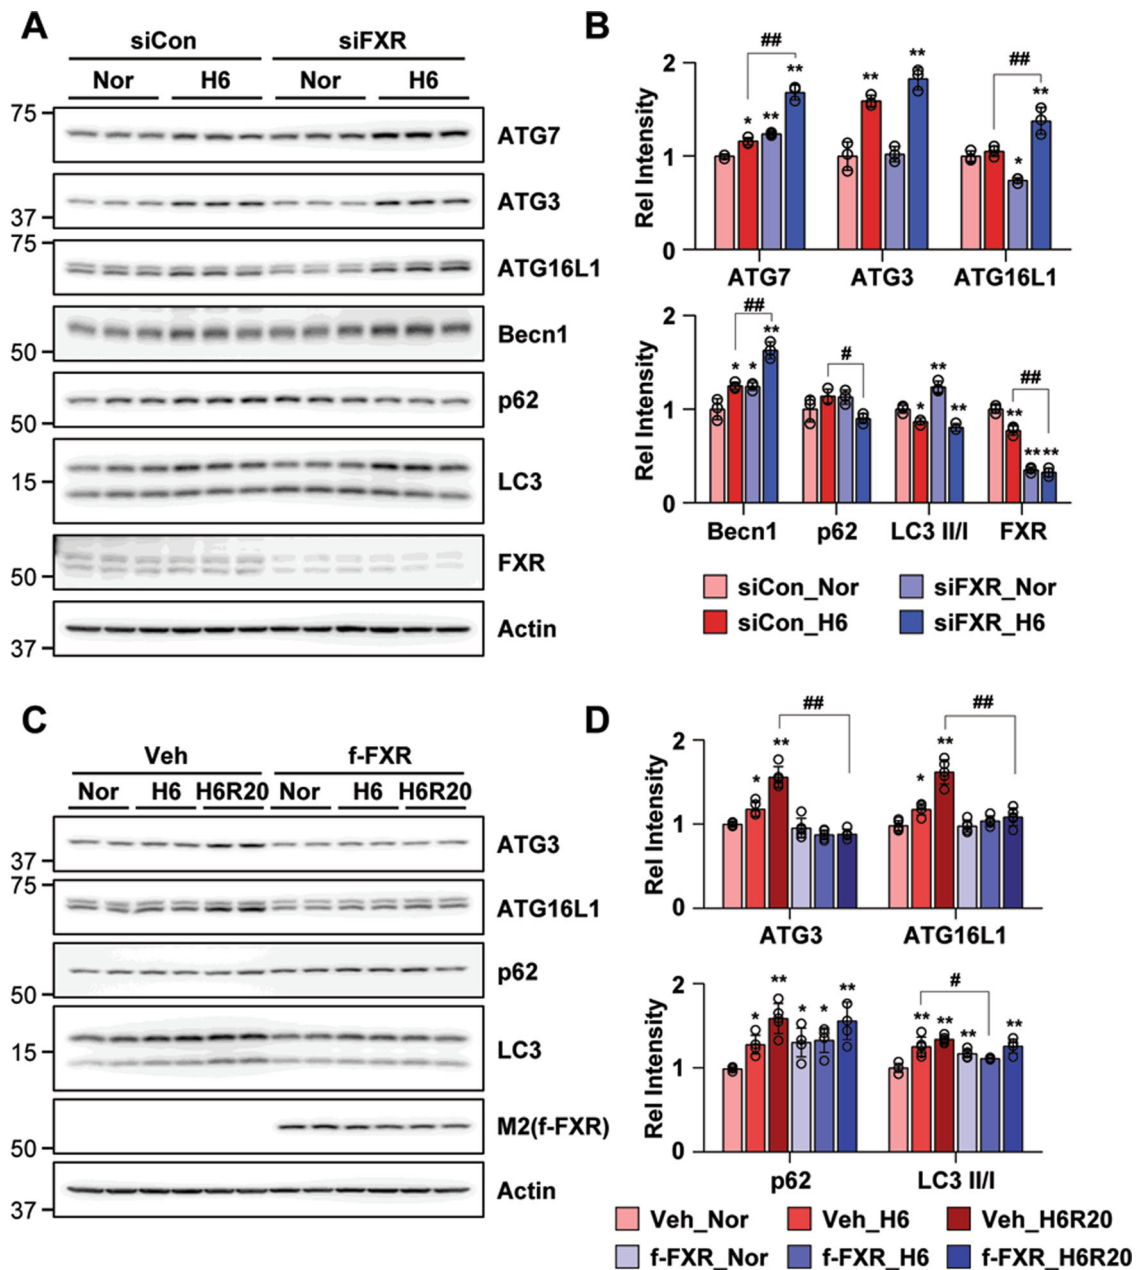 A
siCon siFXR
Nor H6 Nor H6
75
ATG7
ATG3
37
75
ATG16L1
Becn1
50
p62
50
LC3
15
FXR
50
Actin
37
B
Rel Intensity
2
1
0
## ##
* ** ** ** ** * **
ATG7 ATG3 ATG16L1
Rel Intensity
2
1
0
## # ##
* * ** * ** ** ** ** **
Becn1 p62 LC3 II/I FXR
siCon_Nor siFXR_Nor
siCon_H6 siFXR_H6
C
Veh f-FXR
Nor H6 H6R20 Nor H6 H6R20
ATG3
37
75
ATG16L1
p62
50
LC3
15
M2(f-FXR)
50
Actin
37
D
Rel Intensity
2
1
0
## ##
* ** * **
ATG3 ATG16L1
Rel Intensity
2
1
0
#
* ** * * ** ** ** ** **
p62 LC3 II/I
Veh_Nor Veh_H6 Veh_H6R20
f-FXR_Nor f-FXR_H6 f-FXR_H6R20